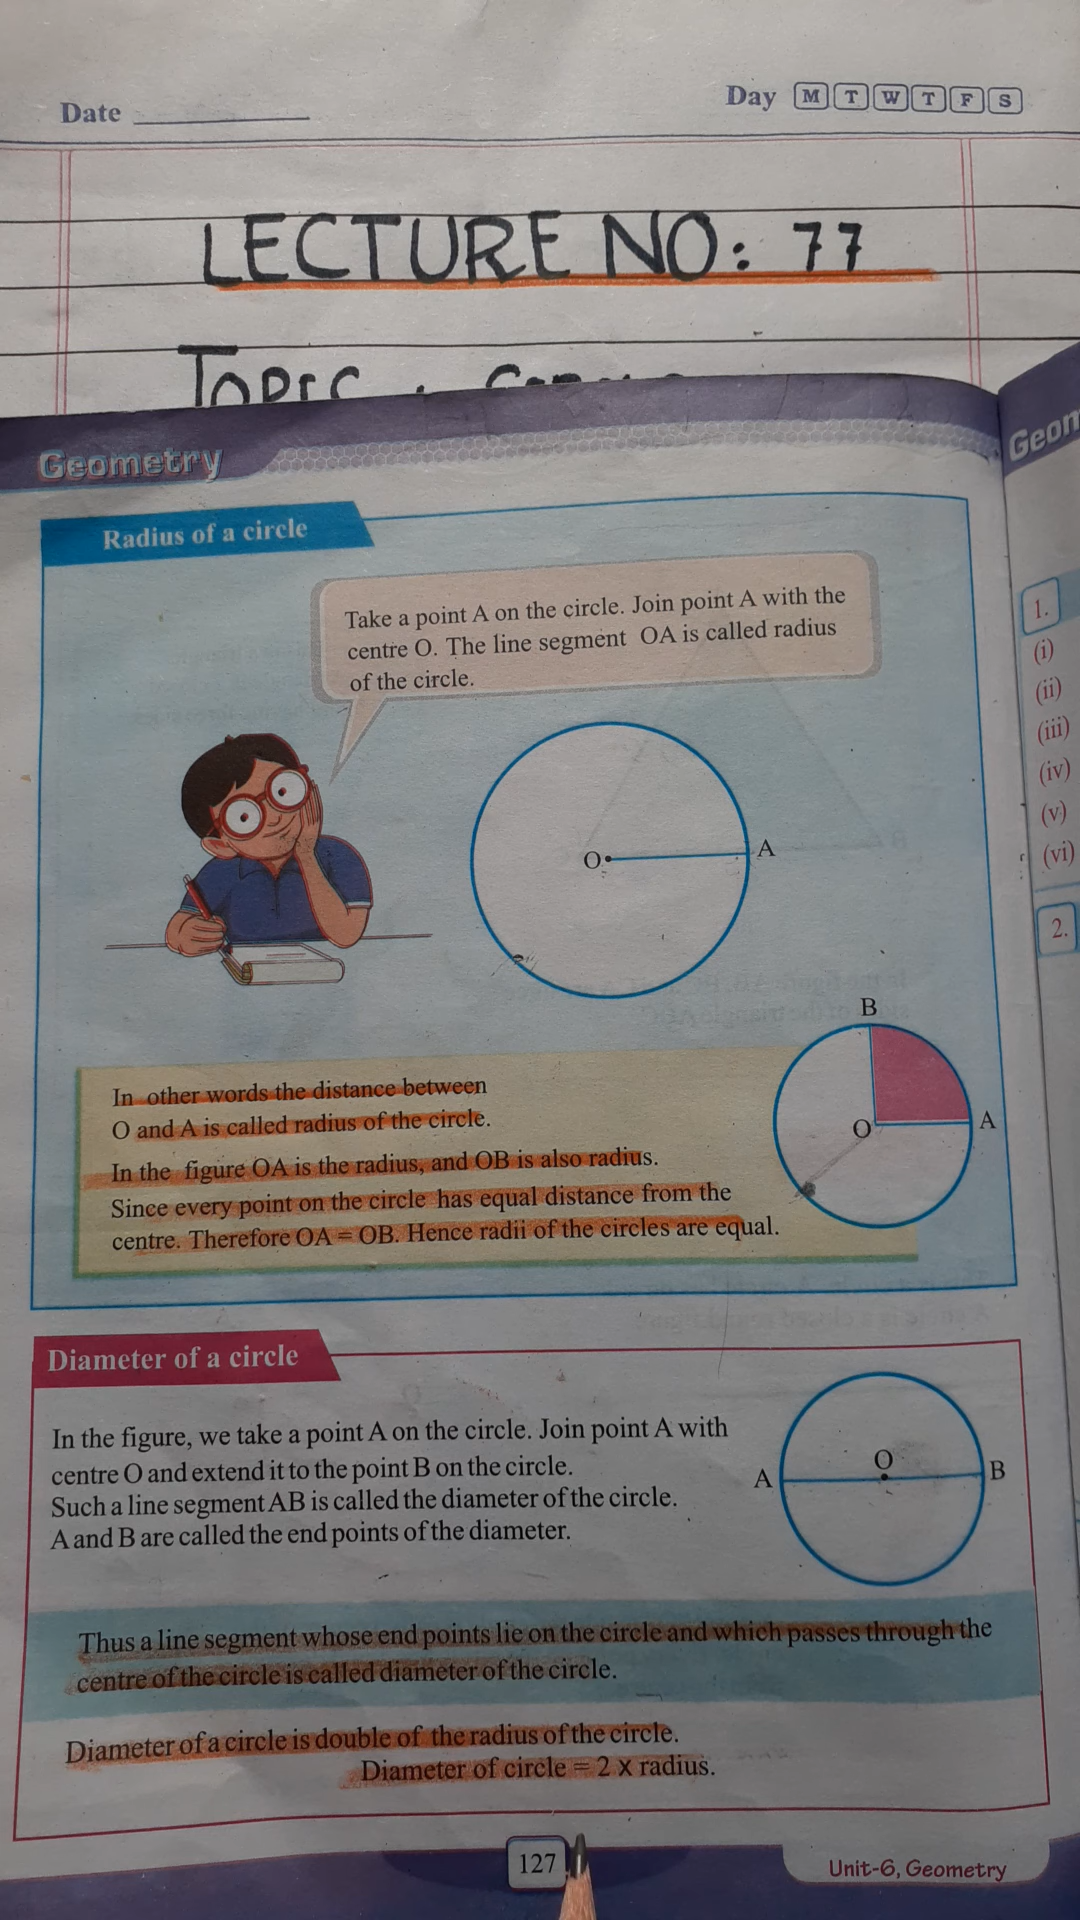 Date
Day M T W T F S
LECTURE NO: 77
TOPIC :
Geometry
Geom
Radius of a circle
Take a point A on the circle. Join point A with the
centre O. The line segment OA is called radius
of the circle.
O
A
B
O
A
In other words the distance between
O and A is called radius of the circle.
In the figure OA is the radius, and OB is also radius.
Since every point on the circle has equal distance from the
centre. Therefore OA = OB. Hence radii of the circles are equal.
1.
(i)
(ii)
(iii)
(iv)
(v)
(vi)
2.
Diameter of a circle
In the figure, we take a point A on the circle. Join point A with
centre O and extend it to the point B on the circle.
Such a line segment AB is called the diameter of the circle.
A and B are called the end points of the diameter.
A
O
B
Thus a line segment whose end points lie on the circle and which passes through the
centre of the circle is called diameter of the circle.
Diameter of a circle is double of the radius of the circle.
Diameter of circle = 2 x radius.
127
Unit-6, Geometry